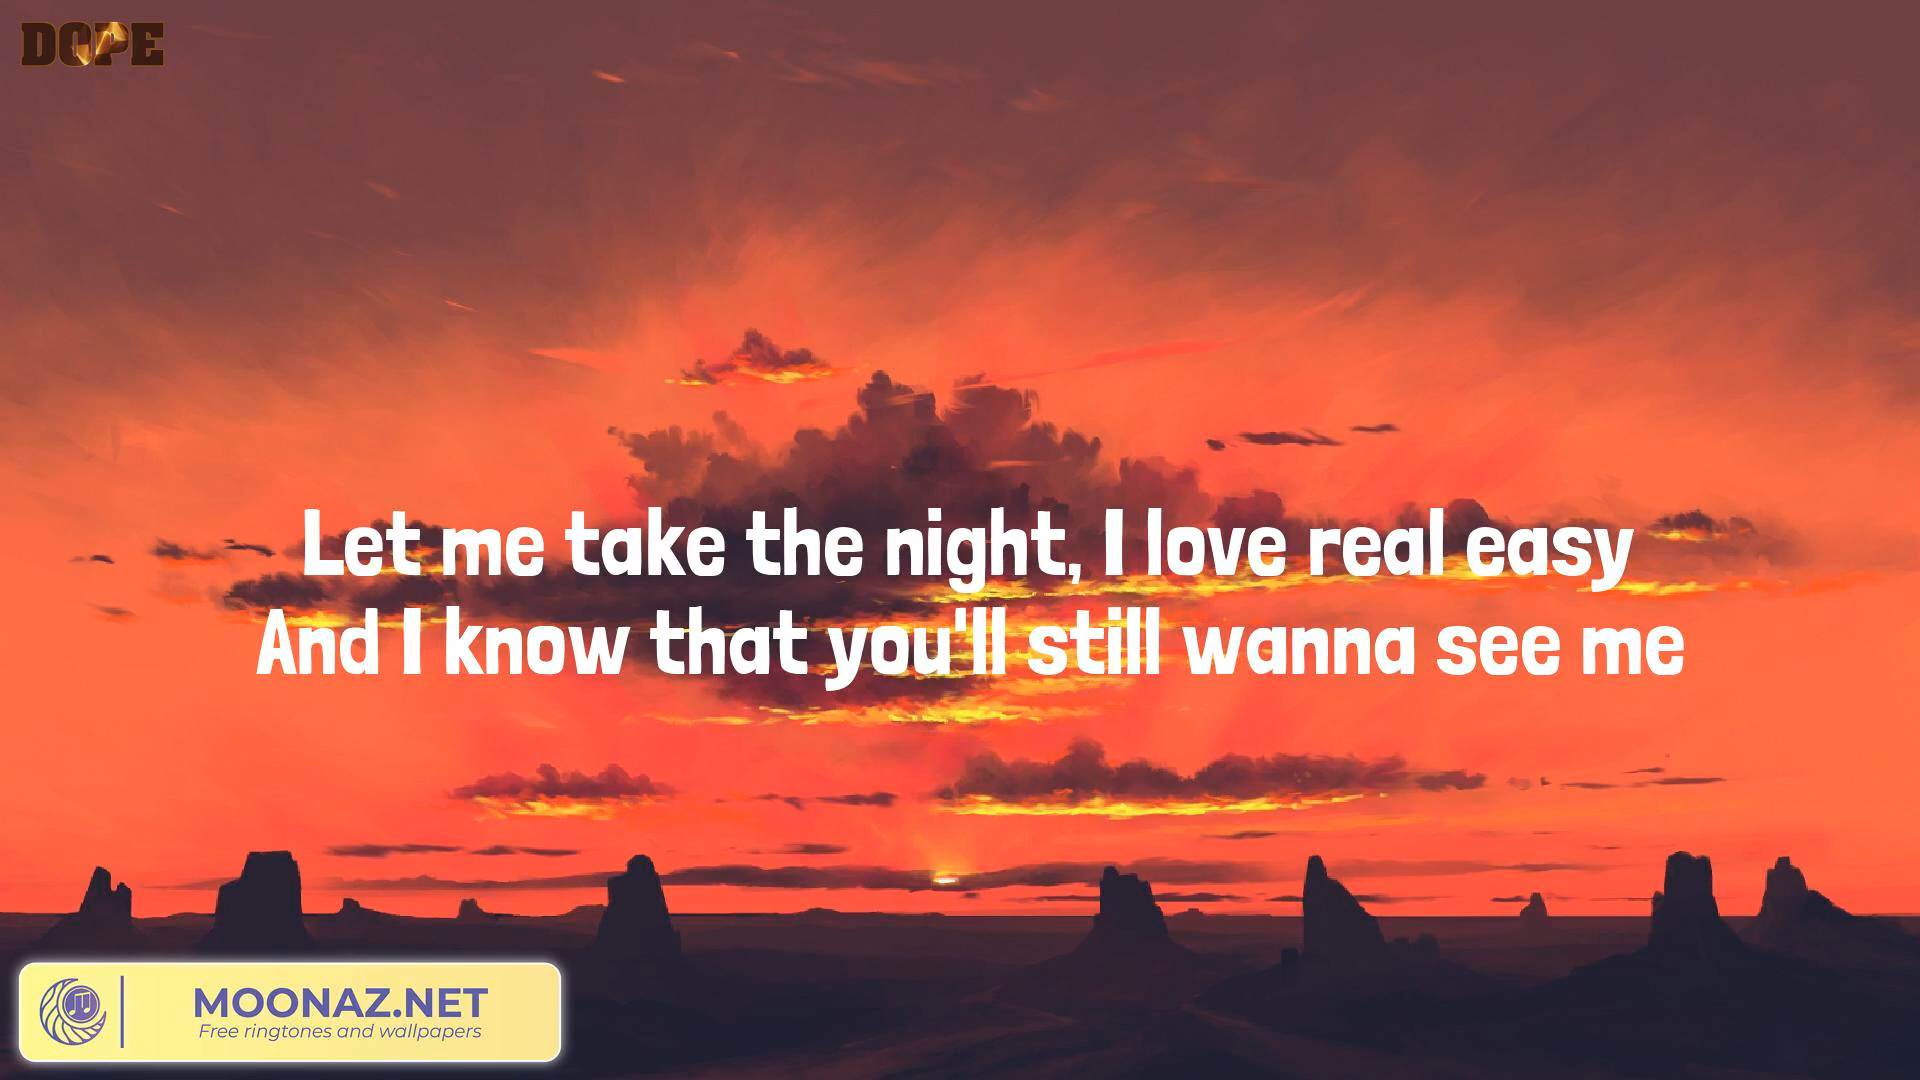 DOPE
Let me take the night, I love real easy
And I know that you'll still wanna see me
MOONAZ.NET
Free ringtones and wallpapers